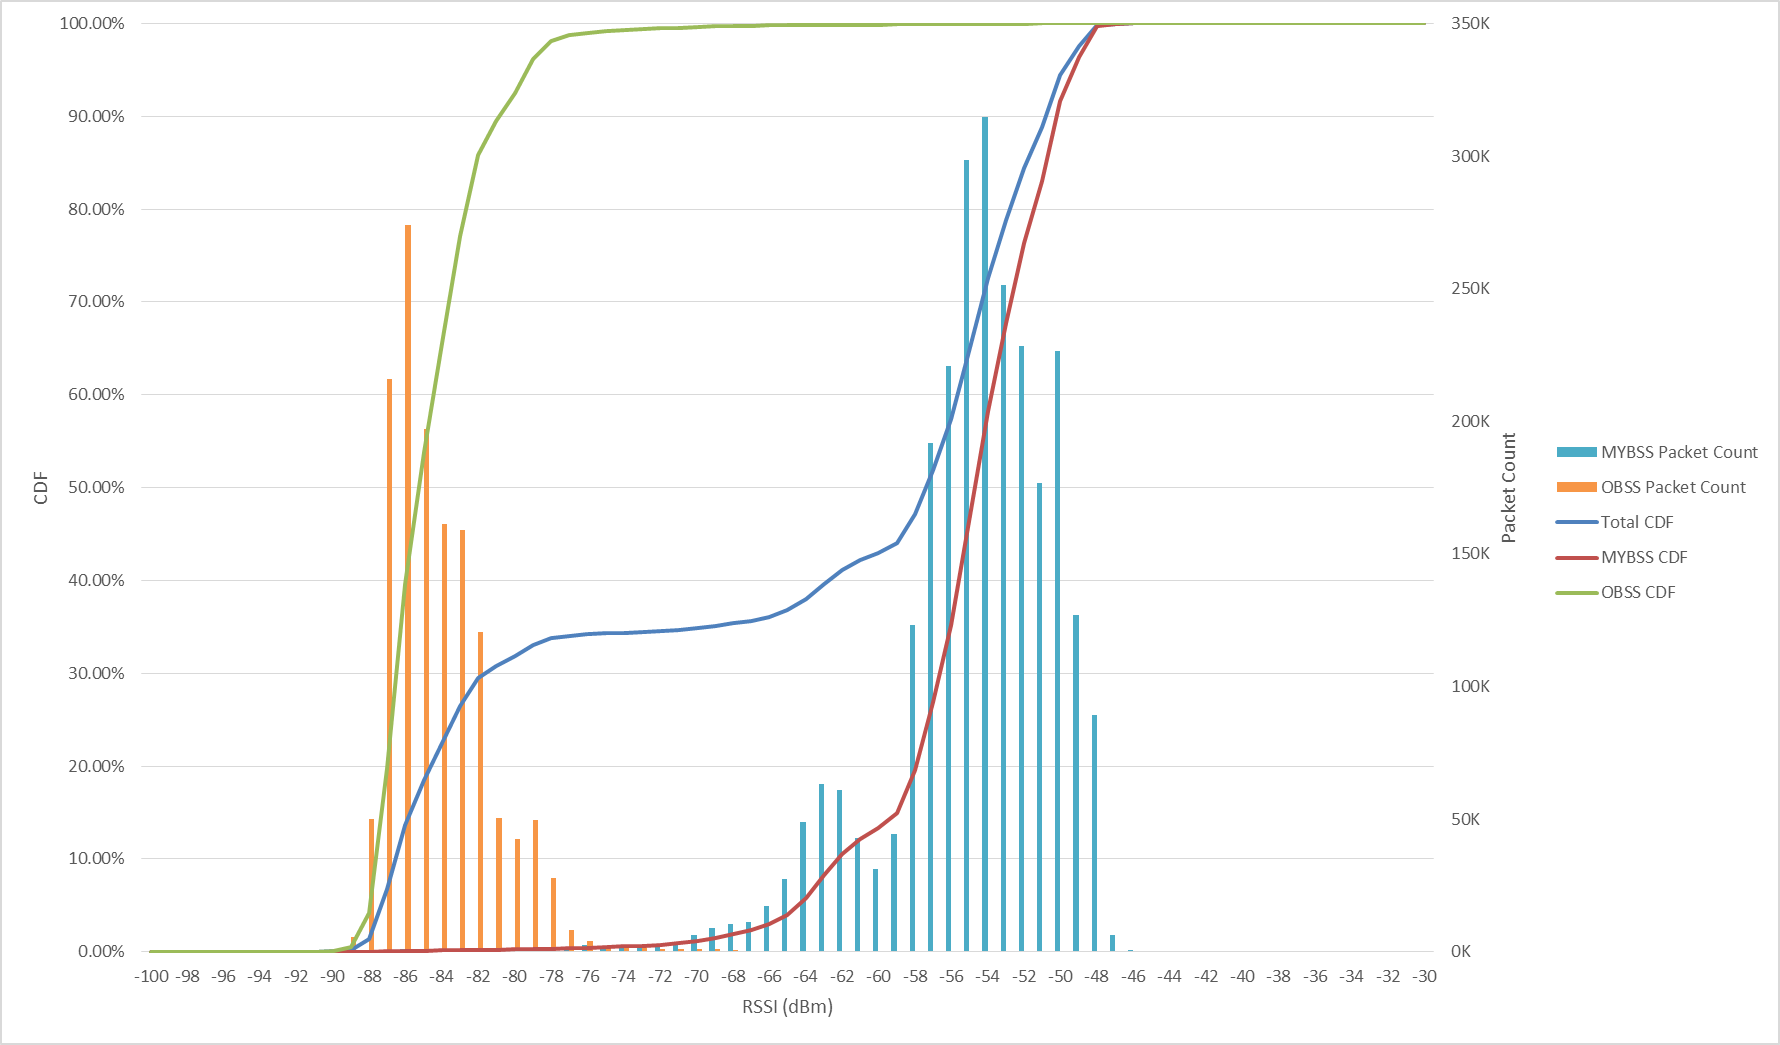 100.00%
90.00%
80.00%
70.00%
60.00%
50.00%
40.00%
30.00%
20.00%
10.00%
0.00%
CDF
350K
300K
250K
200K
150K
100K
50K
0K
Packet Count
-100 -98 -96 -94 -92 -90 -88 -86 -84 -82 -80 -78 -76 -74 -72 -70 -68 -66 -64 -62 -60 -58 -56 -54 -52 -50 -48 -46 -44 -42 -40 -38 -36 -34 -32 -30
RSSI (dBm)
MYBSS Packet Count
OBSS Packet Count
Total CDF
MYBSS CDF
OBSS CDF